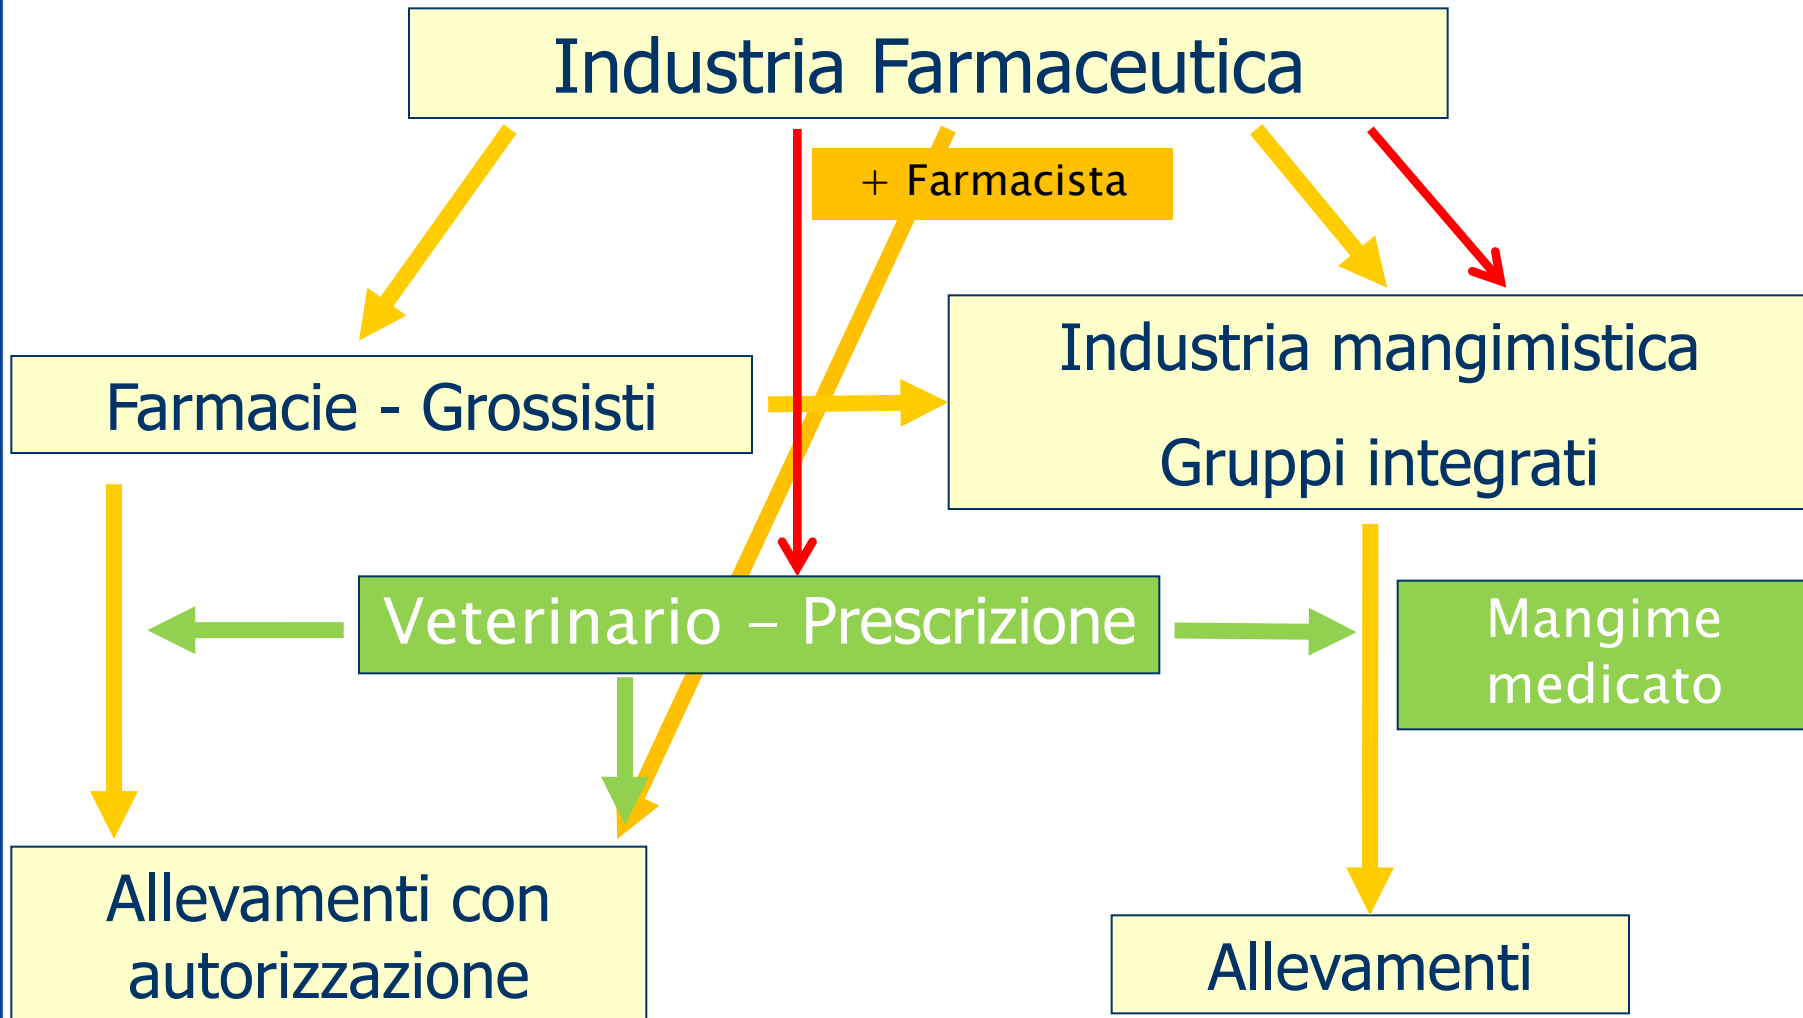 Industria Farmaceutica
+ Farmacista
Industria mangimistica
Gruppi integrati
Farmacie - Grossisti
Veterinario – Prescrizione
Mangime
medicato
Allevamenti con
autorizzazione
Allevamenti